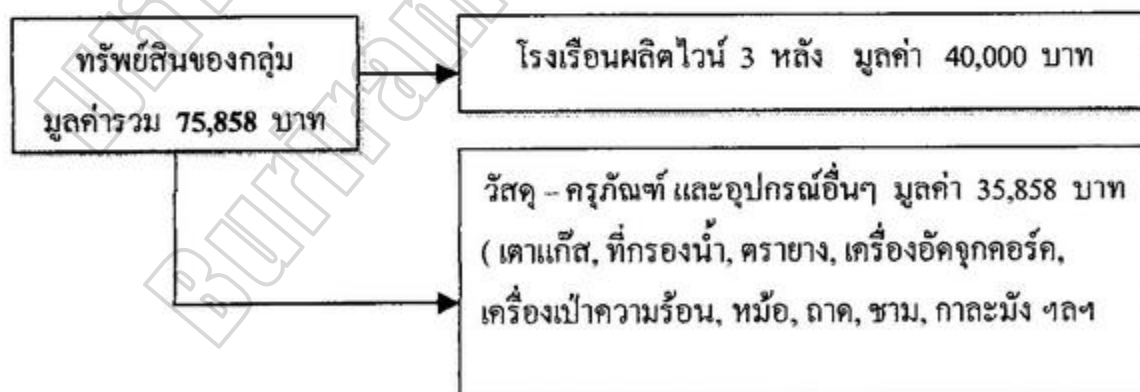 ทรัพย์สินของกลุ่ม
มูลค่ารวม 75,858 บาท
โรงเรือนผลิตไวน์ 3 หลัง มูลค่า 40,000 บาท
วัสดุ – ครุภัณฑ์ และอุปกรณ์อื่นๆ มูลค่า 35,858 บาท
( เตาแก๊ส, ที่กรองน้ำ, ตรายาง, เครื่องอัดจุกคอร์ค,
เครื่องเป่าความร้อน, หม้อ, ถาด, ชาม, กาละมัง ฯลฯ
Buriram